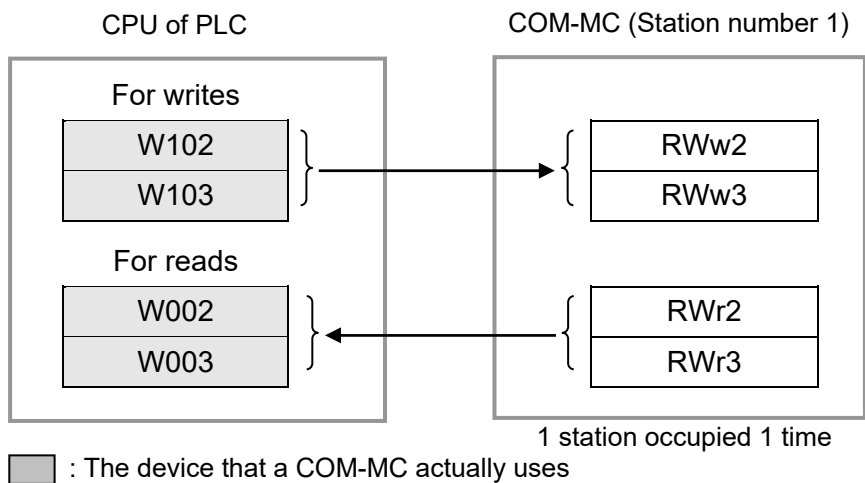 CPU of PLC
COM-MC (Station number 1)
For writes
W102
W103
RWw2
RWw3
For reads
W002
W003
RWr2
RWr3
1 station occupied 1 time
: The device that a COM-MC actually uses